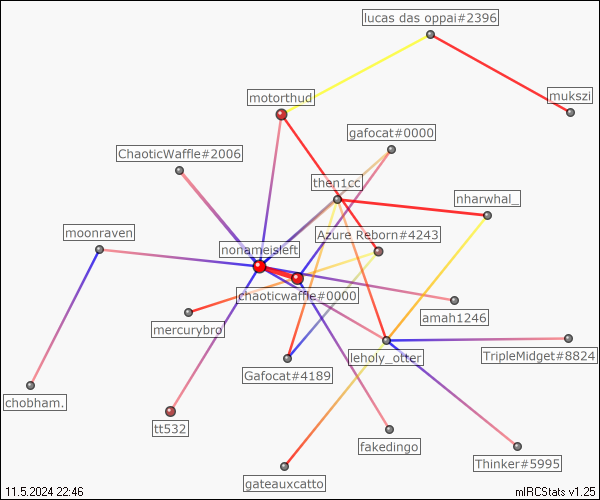 lucas das oppai#2396
mukszi
motorthud
gafocat#0000
ChaoticWaffle#2006
then1cc
nharwhal_
moonraven
Azure Reborn#4243
nonameisleft
chaoticwaffle#0000
amah1246
mercurybro
leholy_otter
TripleMidget#8824
Gafocat#4189
chobham.
tt532
fakedingo
Thinker#5995
gateauxcatto
11.5.2024 22:46
mIRCStats v1.25